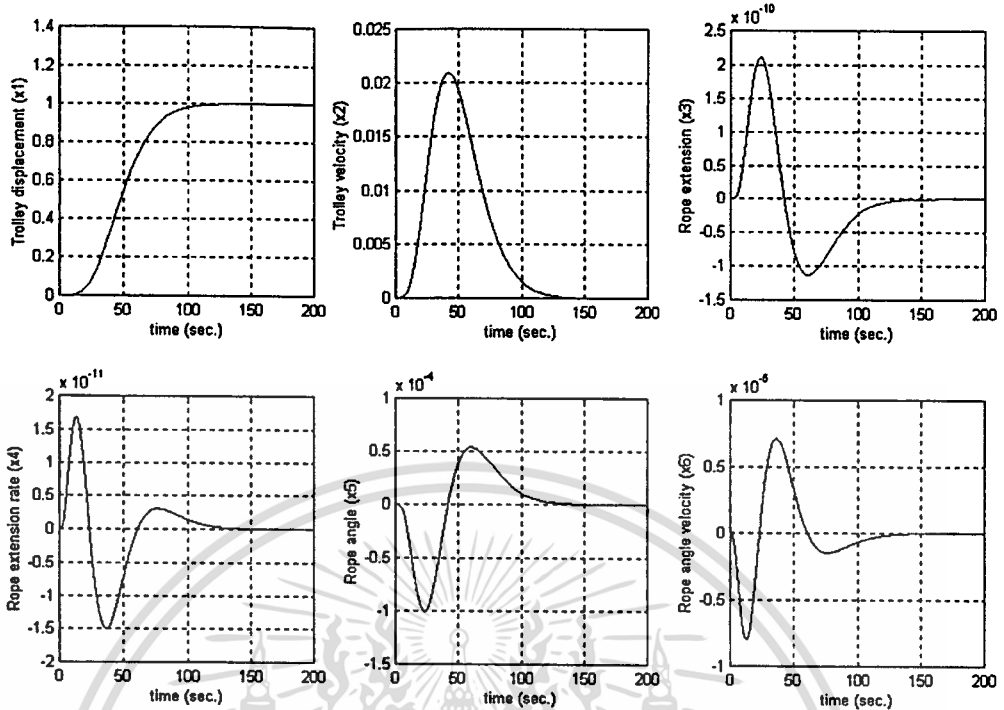 1.4
1.2
1
0.8
0.6
0.4
0.2
0
Trolley displacement (x1)
0 50 100 150 200
time (sec.)
0.025
0.02
0.015
0.01
0.005
0
Trolley velocity (x2)
0 50 100 150 200
time (sec.)
x 10-10
2.5
2
1.5
1
0.5
0
-0.5
-1
-1.5
Rope extension (x3)
0 50 100 150 200
time (sec.)
x 10-11
2
1.5
1
0.5
0
-0.5
-1
-1.5
-2
Rope extension rate (x4)
0 50 100 150 200
time (sec.)
x 10-4
1
0.5
0
-0.5
-1
-1.5
Rope angle (x5)
0 50 100 150 200
time (sec.)
1
0.5
0
-0.5
-1
Rope angle velocity (x6)
0 50 100 150 200
time (sec.)